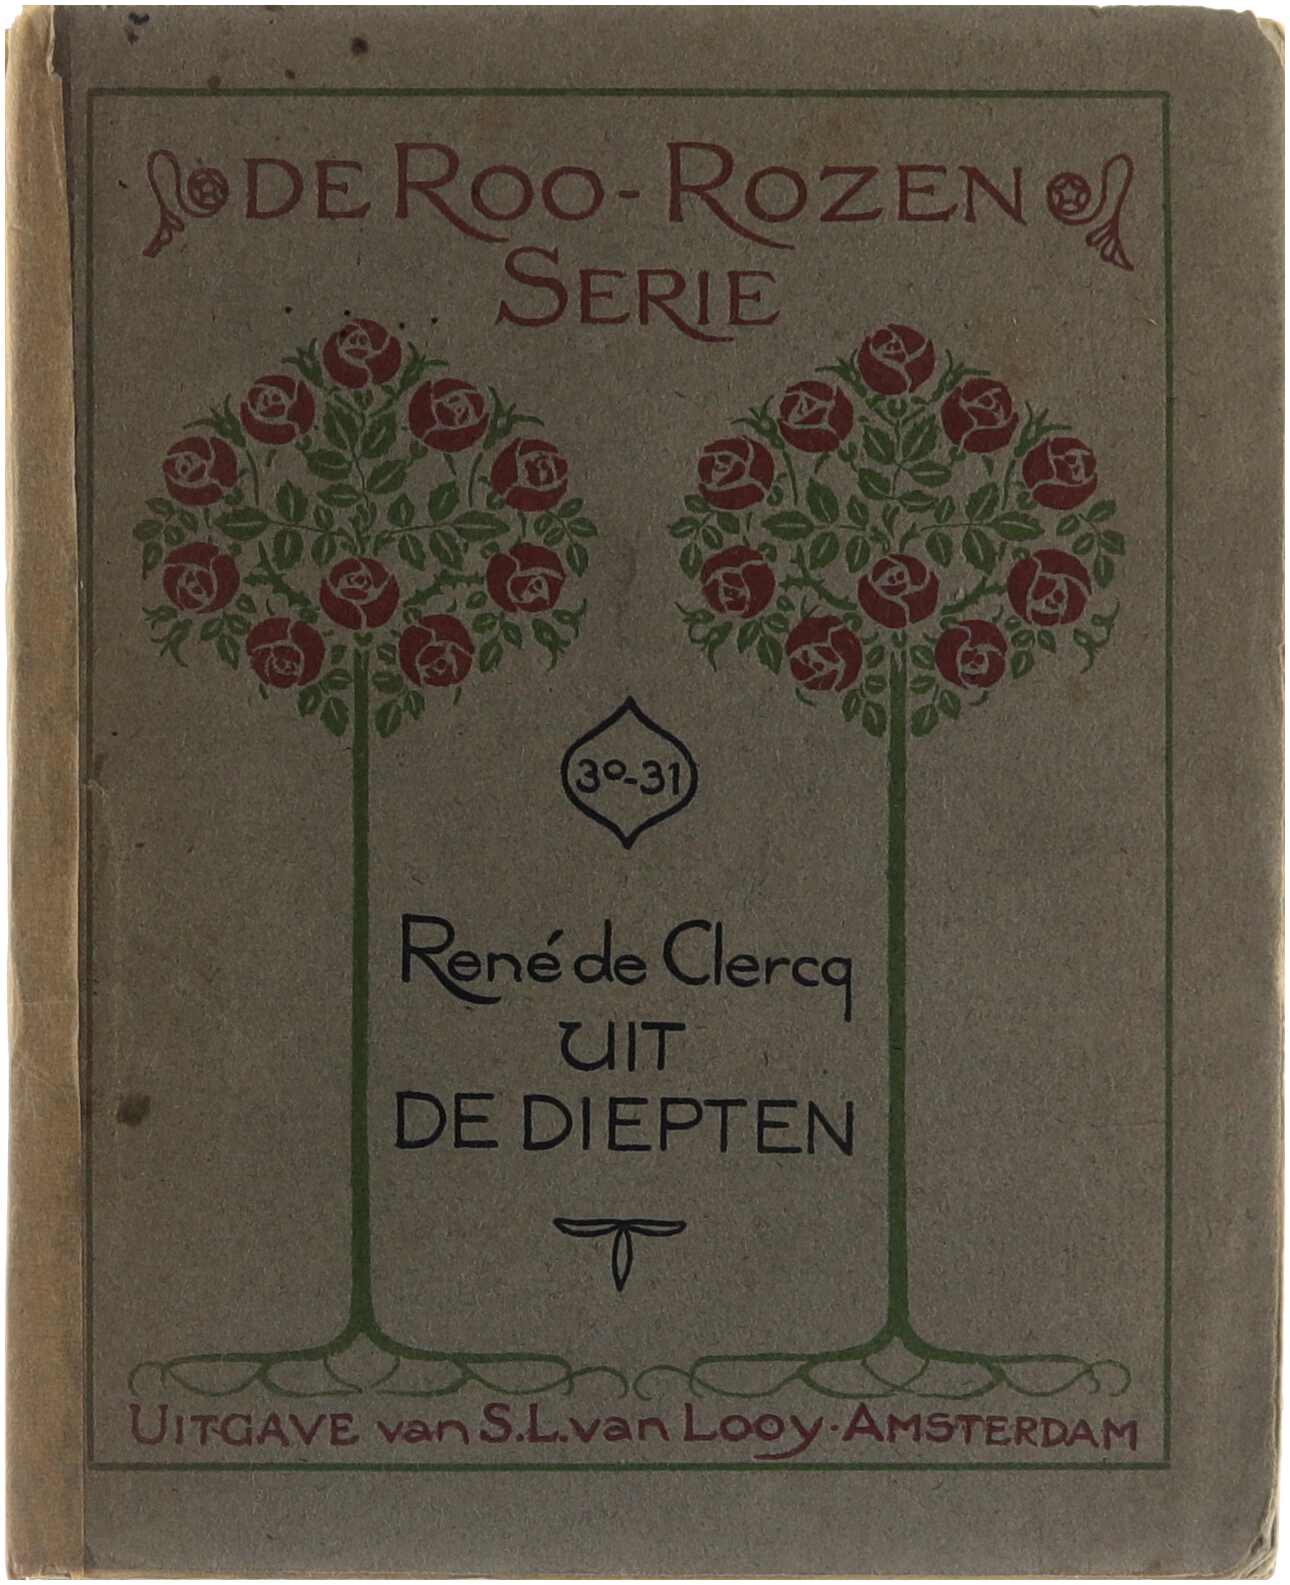 DE ROO-ROZEN
SERIE
30-31
René de Clercq
UIT
DE DIEPTEN
UITGAVE van S.L. van LOOY · AMSTERDAM